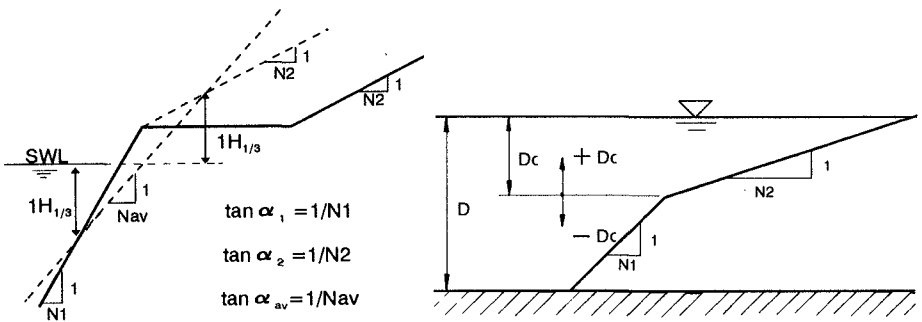 1
N2
1
N2
1H1/3
SWL
1H1/3
1
Nav
tan α1 =1/N1
tan α2 =1/N2
tan αav=1/Nav
1
N1
Dc
+ Dc
− Dc
D
1
N2
1
N1